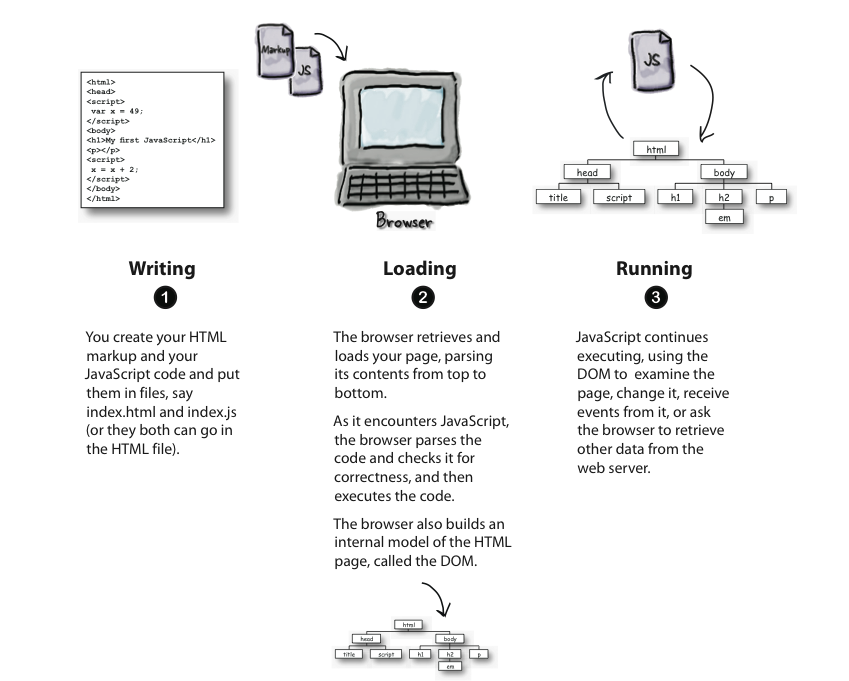 Markup
JS
<html>
<head>
<script>
var x = 49;
</script>
<body>
<h1>My first JavaScript</h1>
<p></p>
<script>
x = x + 2;
</script>
</body>
</html>
Browser
JS
html
head
body
title
script
h1
h2
p
em
Writing
1
You create your HTML
markup and your
JavaScript code and put
them in files, say
index.html and index.js
(or they both can go in
the HTML file).
Loading
2
The browser retrieves and
loads your page, parsing
its contents from top to
bottom.
As it encounters JavaScript,
the browser parses the
code and checks it for
correctness, and then
executes the code.
The browser also builds an
internal model of the HTML
page, called the DOM.
html
head
body
title
script
h1
h2
p
em
Running
3
JavaScript continues
executing, using the
DOM to  examine the
page, change it, receive
events from it, or ask
the browser to retrieve
other data from the
web server.